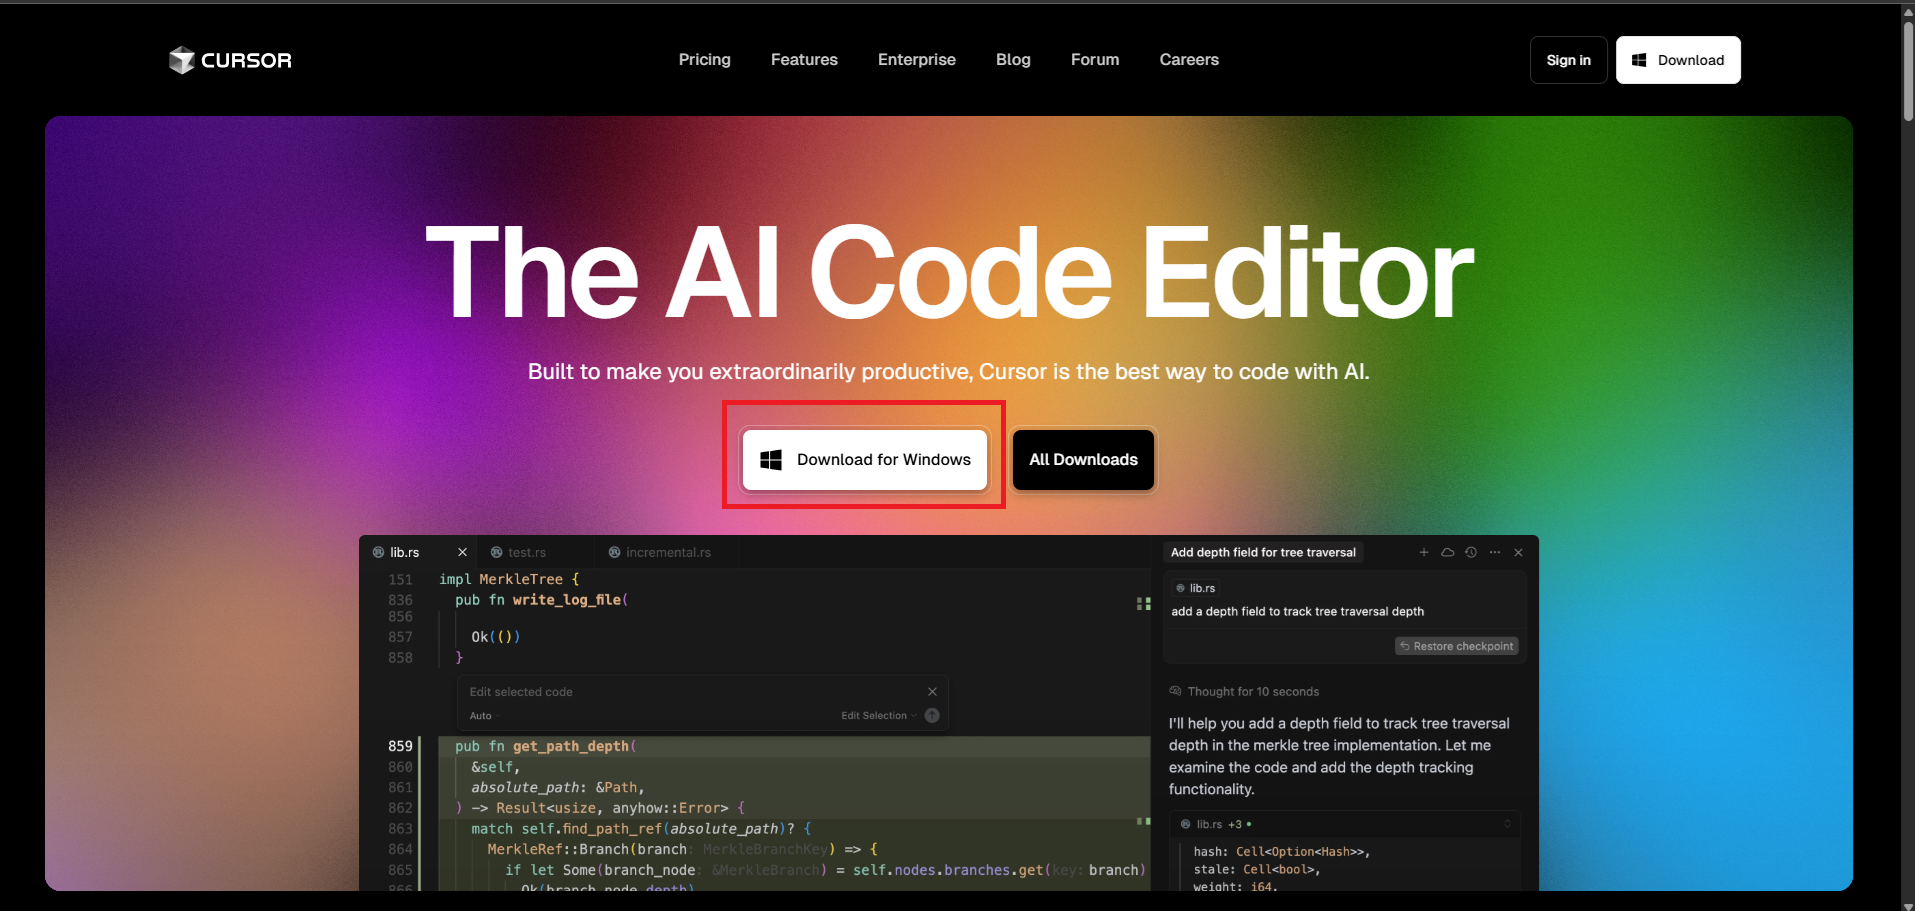 CURSOR
Pricing
Features
Enterprise
Blog
Forum
Careers
Sign in
Download
The AI Code Editor
Built to make you extraordinarily productive, Cursor is the best way to code with AI.
Download for Windows
All Downloads
lib.rs
test.rs
incremental.rs
151 impl MerkleTree {
836 pub fn write_log_file(
856
857 Ok(())
858 }
Edit selected code
Auto
Edit Selection
859 pub fn get_path_depth(
860 &self,
861 absolute_path: &Path,
862 ) -> Result<usize, anyhow::Error> {
863 match self.find_path_ref(absolute_path)? {
864 MerkleRef::Branch(branch: MerkleBranchKey) => {
865 if let Some(branch_node: &MerkleBranch) = self.nodes.branches.get(key: branch)
866 Ok(branch_node.depth)
Add depth field for tree traversal
lib.rs
add a depth field to track tree traversal depth
Restore checkpoint
Thought for 10 seconds
I'll help you add a depth field to track tree traversal
depth in the merkle tree implementation. Let me
examine the code and add the depth tracking
functionality.
lib.rs +3
hash: Cell<Option<Hash>>,
stale: Cell<bool>,
weight: i64,